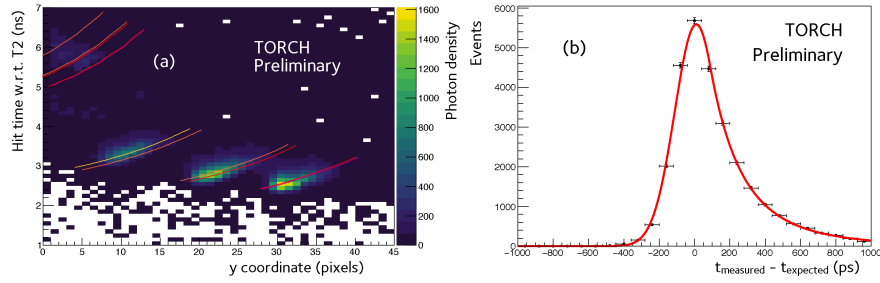 Hit time w.r.t. T2 (ns)
7
6
5
4
3
2
1
(a)
TORCH
Preliminary
0 5 10 15 20 25 30 35 40 45
y coordinate (pixels)
1600
1400
1200
1000
800
600
400
200
0
Photon density
Events
6000
5000
4000
3000
2000
1000
0
(b)
TORCH
Preliminary
-1000 -800 -600 -400 -200 0 200 400 600 800 1000
tmeasured - texpected (ps)